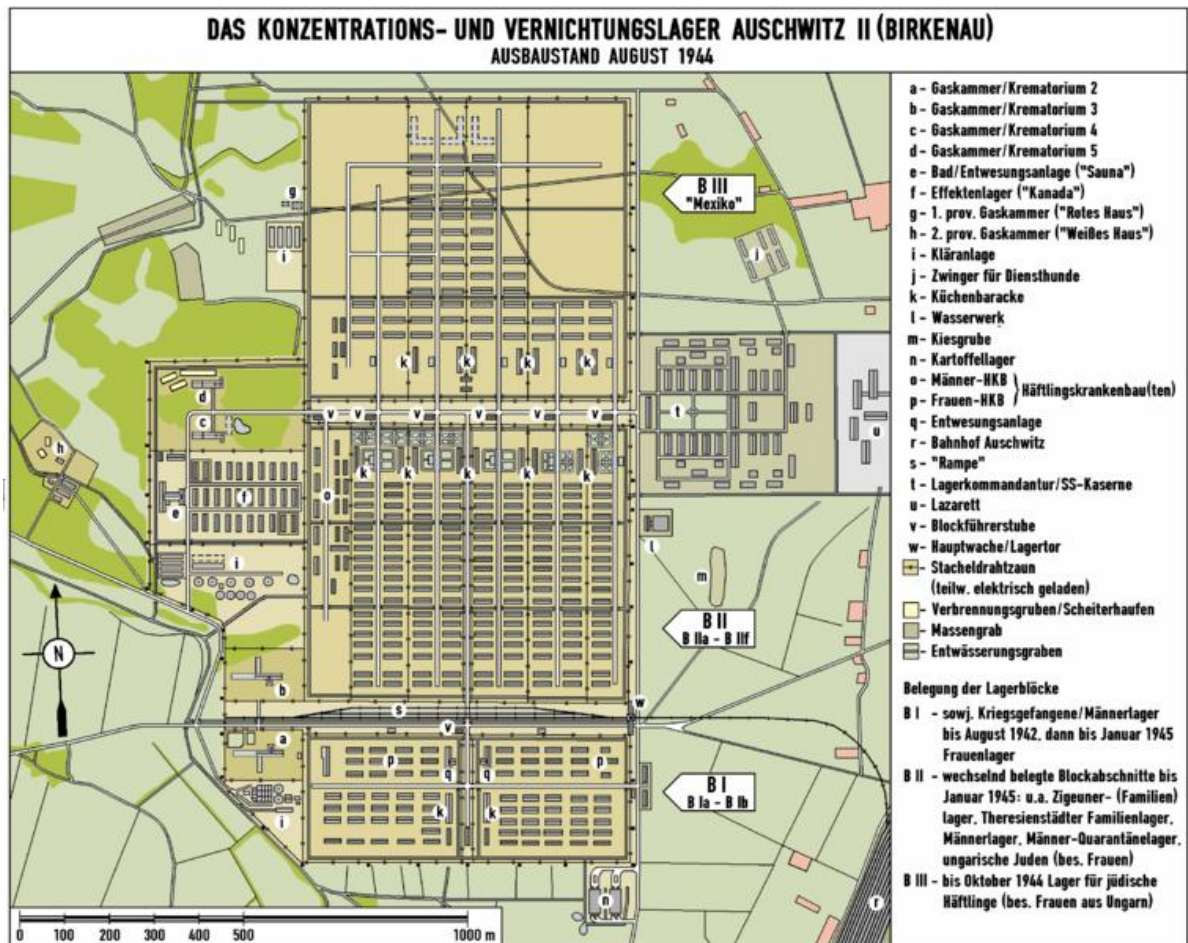 DAS KONZENTRATIONS- UND VERNICHTUNGSLAGER AUSCHWITZ II (BIRKENAU)
AUSBAUSTAND AUGUST 1944
a - Gaskammer/Krematorium 2
b - Gaskammer/Krematorium 3
c - Gaskammer/Krematorium 4
d - Gaskammer/Krematorium 5
e - Bad/Entwesungsanlage ("Sauna")
f - Effektenlager ("Kanada")
g - 1. prov. Gaskammer ("Rotes Haus")
h - 2. prov. Gaskammer ("Weißes Haus")
i - Kläranlage
j - Zwinger für Diensthunde
k - Küchenbaracke
l - Wasserwerk
m - Kiesgrube
n - Kartoffellager
o - Männer-HKB
p - Frauen-HKB
Häftlingskrankenbau(ten)
q - Entwesungsanlage
r - Bahnhof Auschwitz
s - "Rampe"
t - Lagerkommandantur/SS-Kaserne
u - Lazarett
v - Blockführerstube
w - Hauptwache/Lagertor
- Stacheldrahtzaun
(teilw. elektrisch geladen)
- Verbrennungsgruben/Scheiterhaufen
- Massengrab
- Entwässerungsgraben
Belegung der Lagerblöcke
B I - sowj. Kriegsgefangene/Männerlager
bis August 1942, dann bis Januar 1945
Frauenlager
B II - wechselnd belegte Blockabschnitte bis
Januar 1945: u.a. Zigeuner- (Familien)
lager, Theresienstädter Familienlager,
Männerlager, Männer-Quarantänelager,
ungarische Juden (bes. Frauen)
B III - bis Oktober 1944 Lager für jüdische
Häftlinge (bes. Frauen aus Ungarn)
B III
"Mexiko"
g
i
j
k k k k
d
c
v v v v v v
t
u
h
k k k k k
f
o
e
l
i
m
B II
B IIa - B IIf
N
b
s
w
v
a
p
q q
p
B I
B Ia - B Ib
k k
i
n
r
0 100 200 300 400 500 1000 m